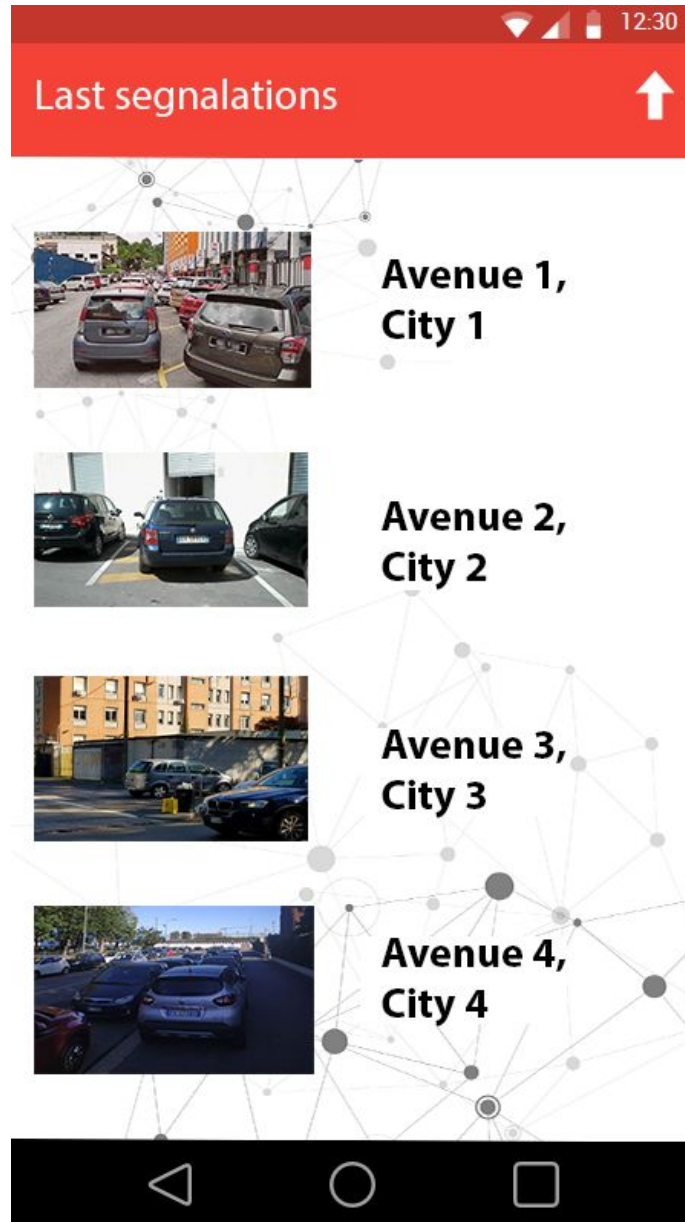 12:30
Last segnalations
Avenue 1,
City 1
Avenue 2,
City 2
Avenue 3,
City 3
Avenue 4,
City 4